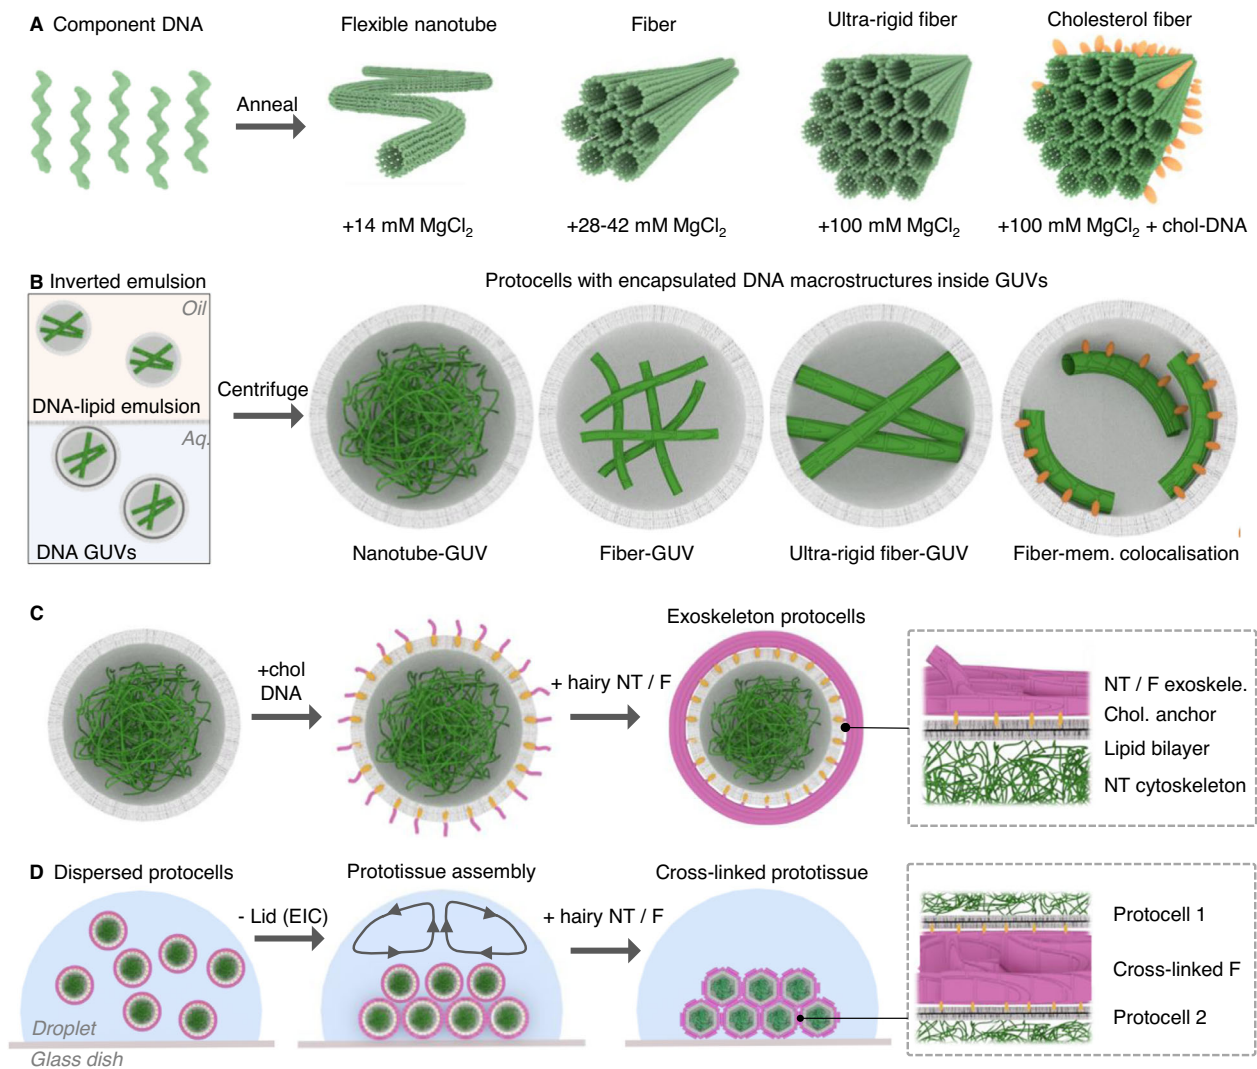 A Component DNA
Flexible nanotube
Fiber
Ultra-rigid fiber
Cholesterol fiber
Anneal
+14 mM MgCl₂
+28-42 mM MgCl₂
+100 mM MgCl₂
+100 mM MgCl₂ + chol-DNA
B Inverted emulsion
Protocells with encapsulated DNA macrostructures inside GUVs
Oil
DNA-lipid emulsion
Aq.
DNA GUVs
Centrifuge
Nanotube-GUV
Fiber-GUV
Ultra-rigid fiber-GUV
Fiber-mem. colocalisation
C
Exoskeleton protocells
+chol
DNA
+ hairy NT / F
NT / F exoskele.
Chol. anchor
Lipid bilayer
NT cytoskeleton
D Dispersed protocells
Prototissue assembly
Cross-linked prototissue
- Lid (EIC)
+ hairy NT / F
Droplet
Glass dish
Protocell 1
Cross-linked F
Protocell 2